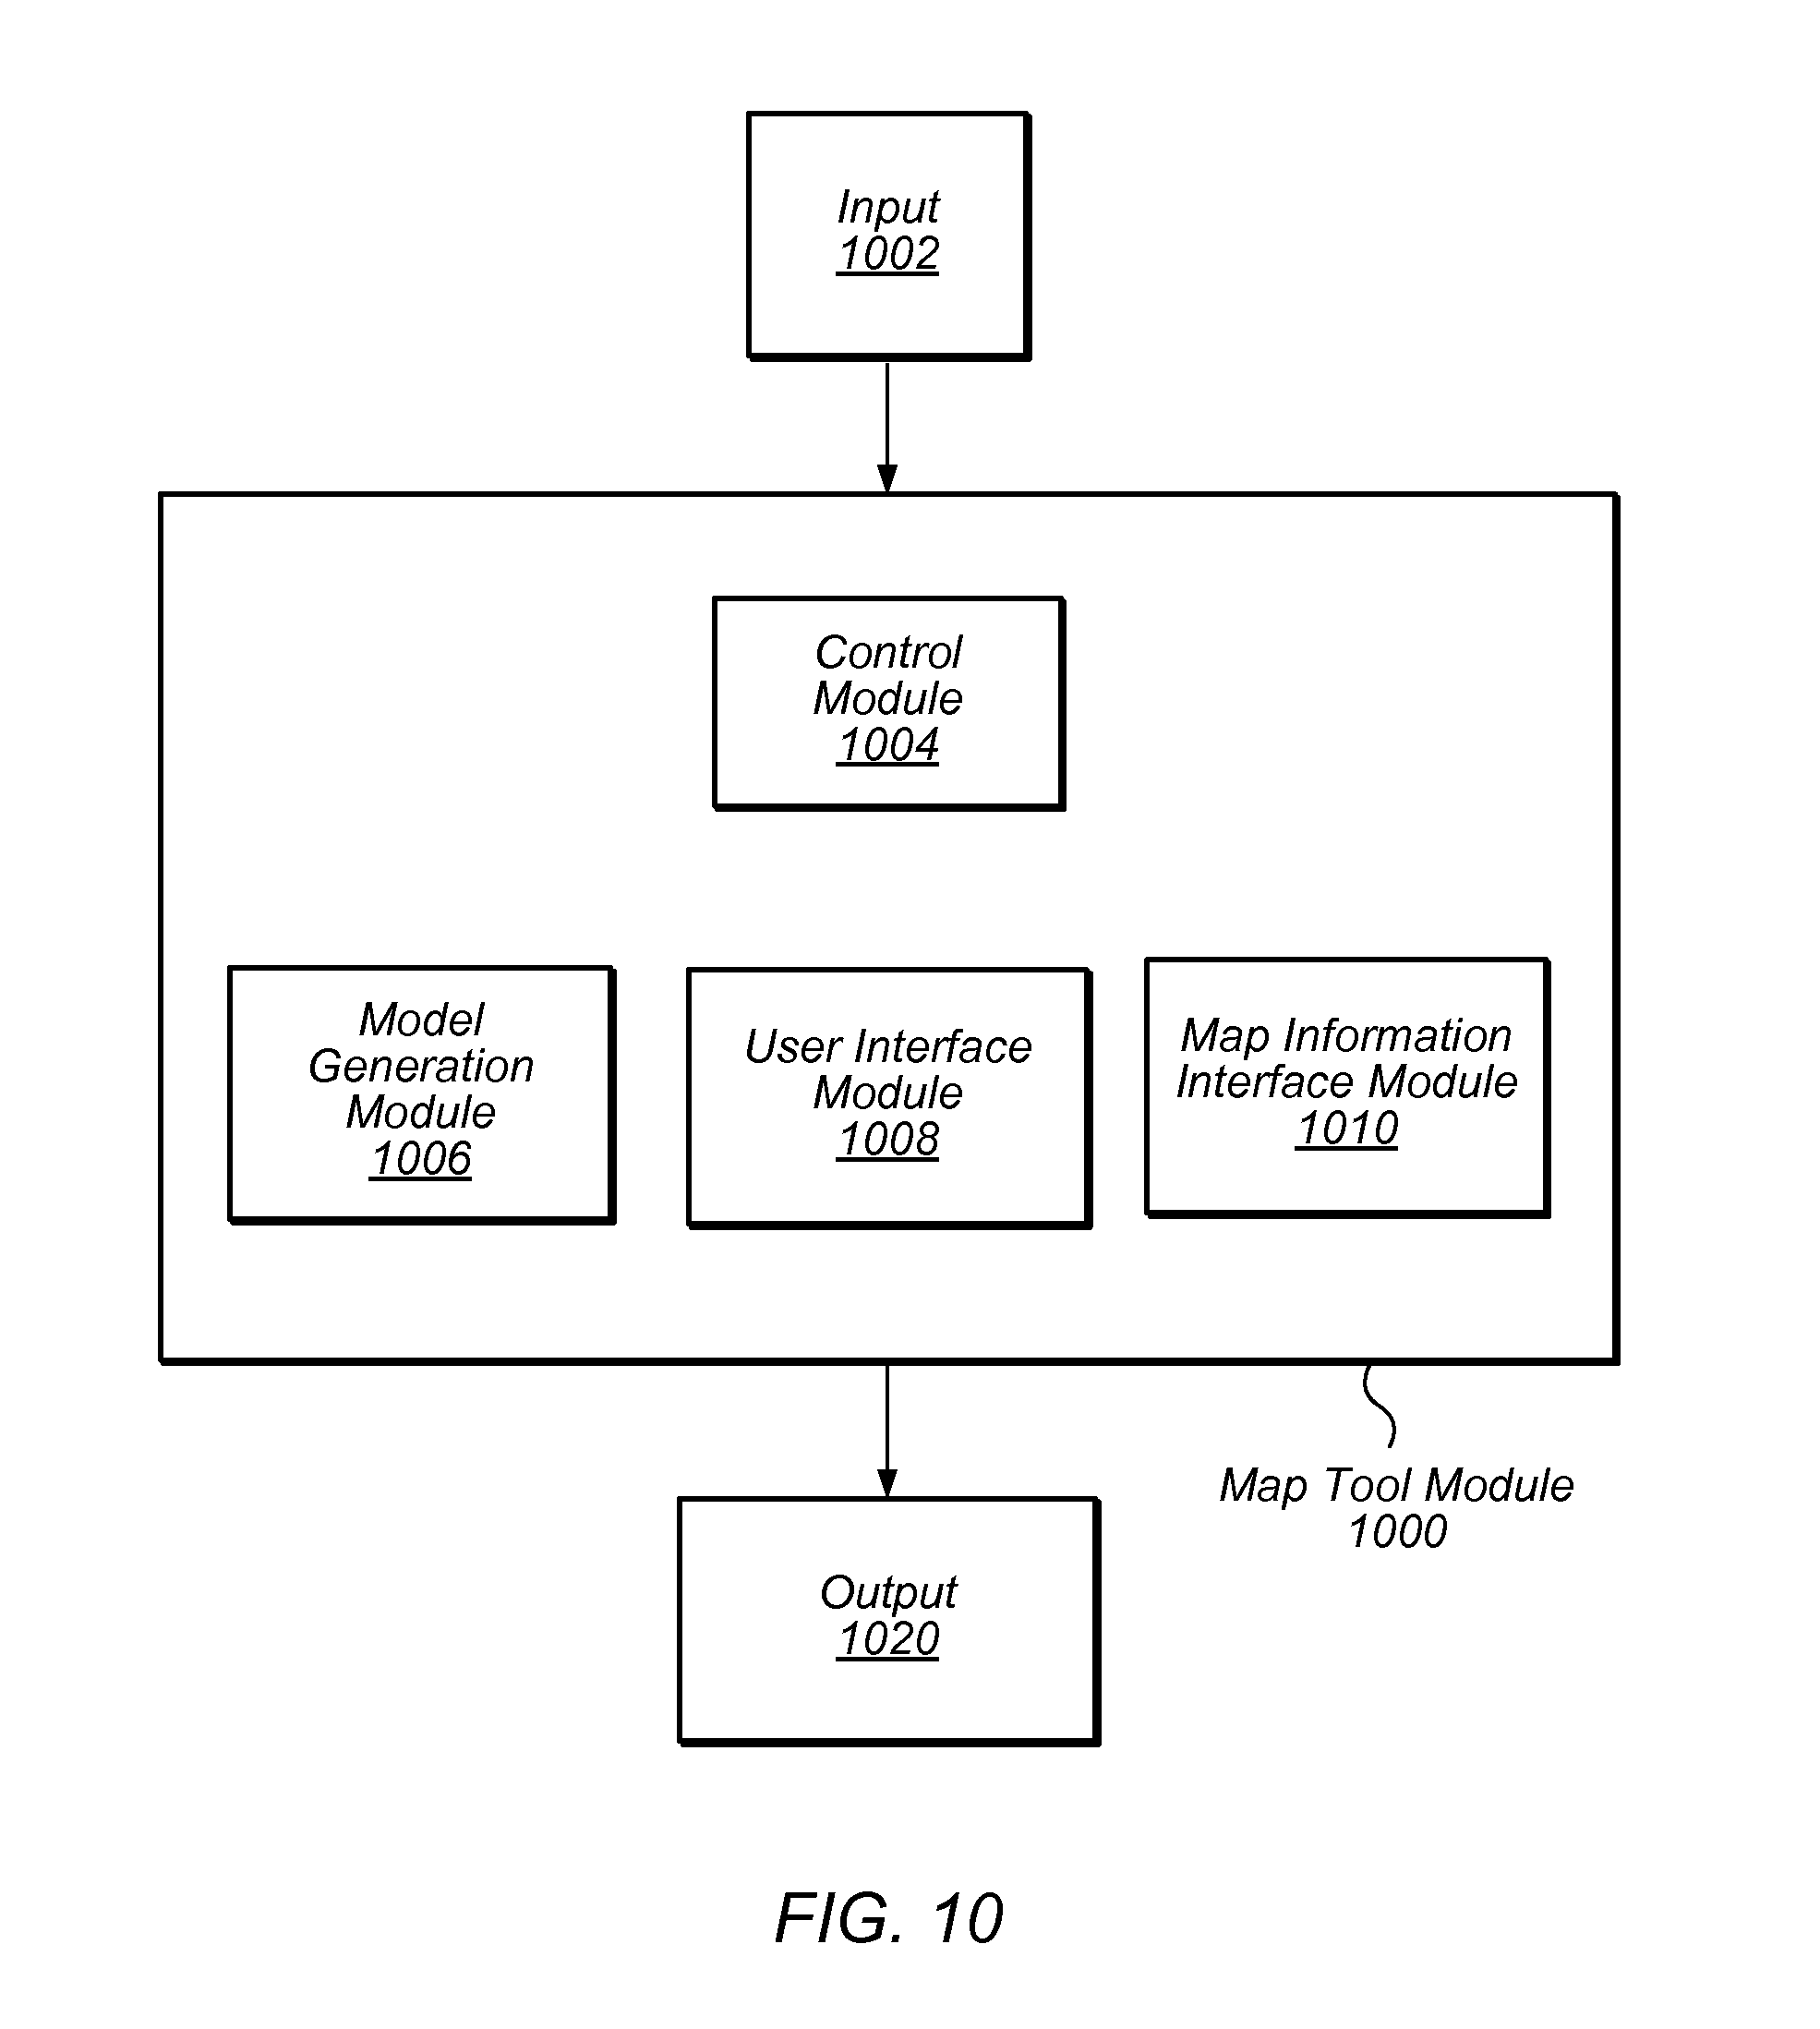 Input
1002
Control
Module
1004
Model
Generation
Module
1006
User Interface
Module
1008
Map Information
Interface Module
1010
Map Tool Module
1000
Output
1020
FIG. 10